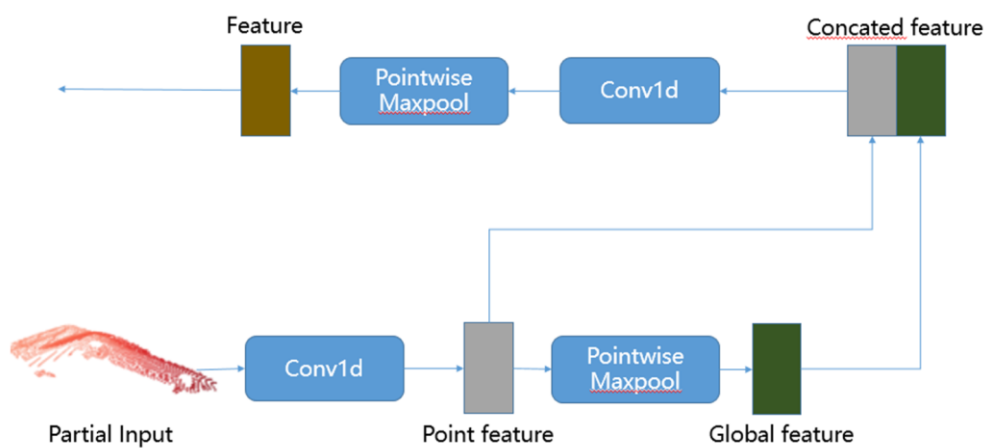 Feature
Concated feature
Pointwise
Maxpool
Conv1d
Conv1d
Pointwise
Maxpool
Partial Input
Point feature
Global feature